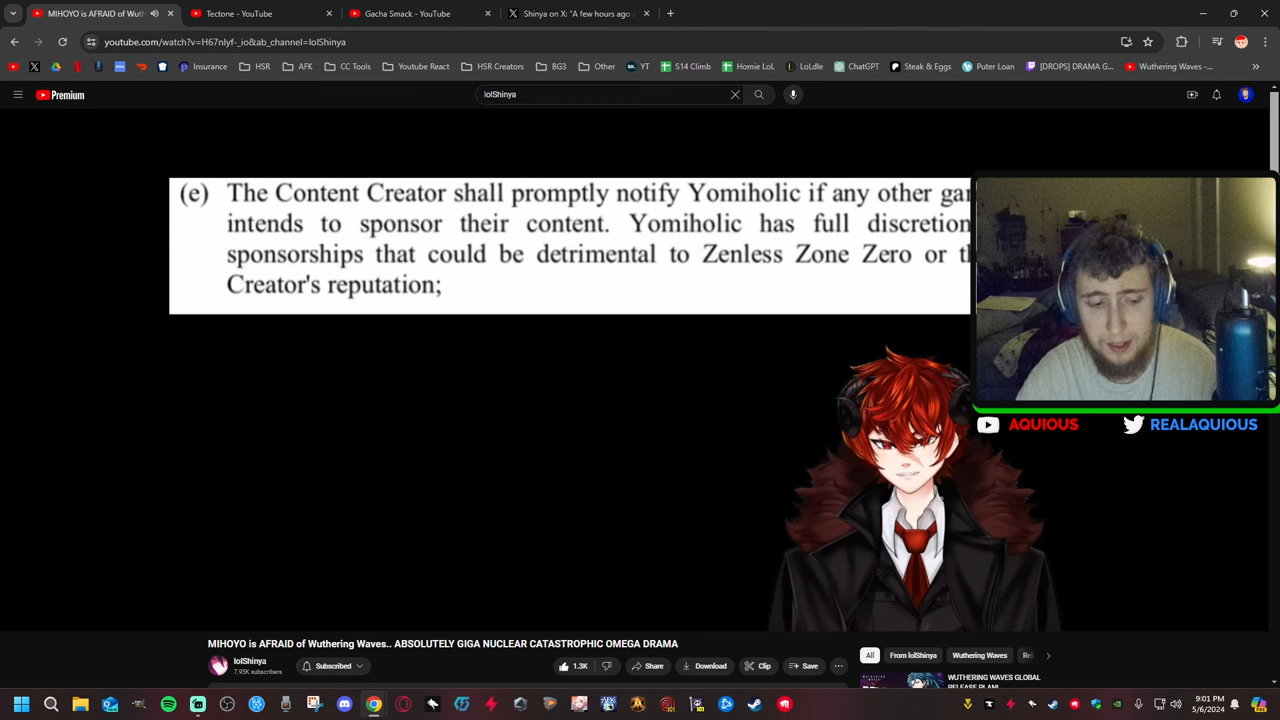 MIHOYO is AFRAID of Wuth
Tectone - YouTube
Gacha Smack - YouTube
Shinya on X: "A few hours ago
youtube.com/watch?v=H67nlyf-_io&ab_channel=lolShinya
Insurance
HSR
AFK
CC Tools
Youtube React
HSR Creators
BG3
Other
YT
S14 Climb
Homie LoL
LoLdle
ChatGPT
Steak & Eggs
Puter Loan
[DROPS] DRAMA G...
Wuthering Waves -...
Premium
lolShinya
(e) The Content Creator shall promptly notify Yomiholic if any other
intends to sponsor their content. Yomiholic has full discretion
sponsorships that could be detrimental to Zenless Zone Zero or
Creator's reputation;
AQUIOUS
REALAQUIOUS
MIHOYO is AFRAID of Wuthering Waves.. ABSOLUTELY GIGA NUCLEAR CATASTROPHIC OMEGA DRAMA
lolShinya
7.95K subscribers
Subscribed
1.3K
Share
Download
Clip
Save
All
From lolShinya
Wuthering Waves
WUTHERING WAVES GLOBAL
RELEASE PLAN!
9:01 PM
5/6/2024